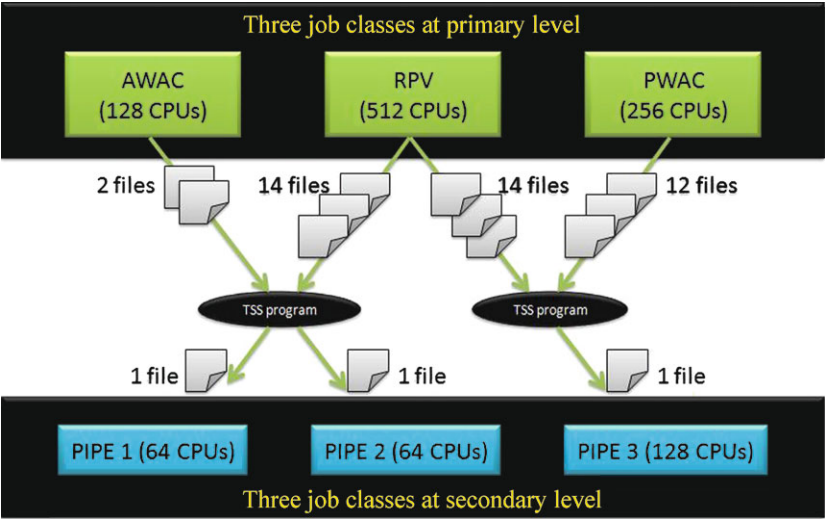 Three job classes at primary level
AWAC
(128 CPUs)
RPV
(512 CPUs)
PWAC
(256 CPUs)
2 files
14 files
14 files
12 files
TSS program
TSS program
1 file
1 file
1 file
PIPE 1 (64 CPUs)
PIPE 2 (64 CPUs)
PIPE 3 (128 CPUs)
Three job classes at secondary level